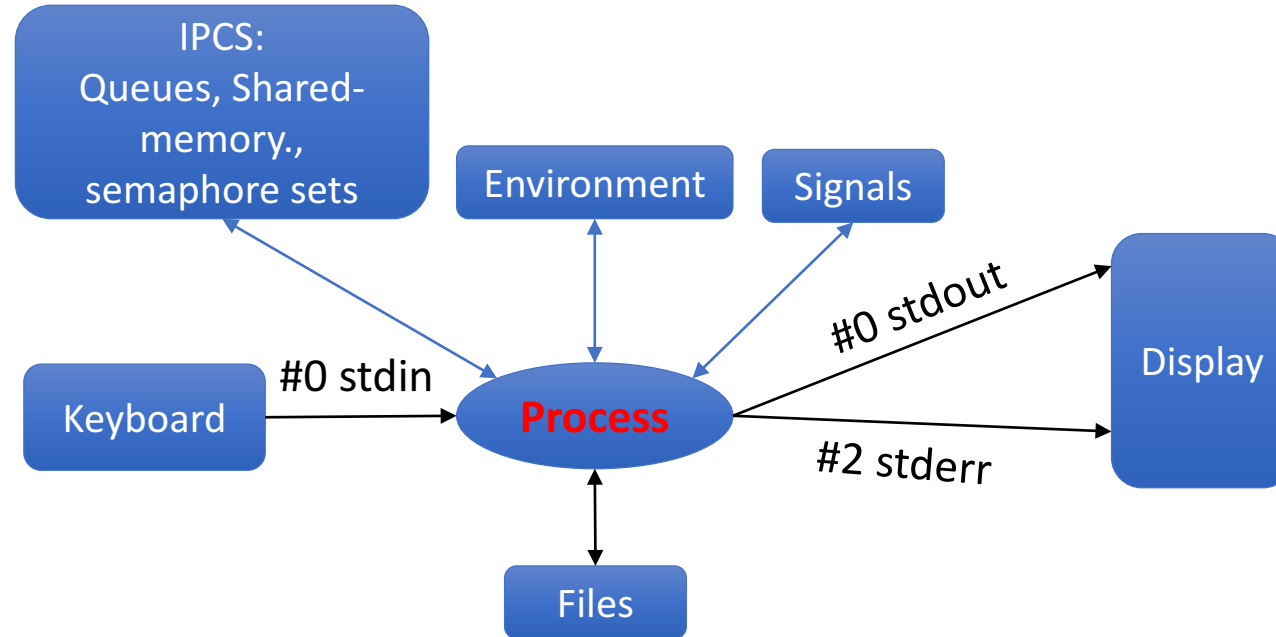 IPCS:
Queues, Shared-
memory.,
semaphore sets
Environment
Signals
#0 stdout
Display
#0 stdin
Keyboard
Process
#2 stderr
Files